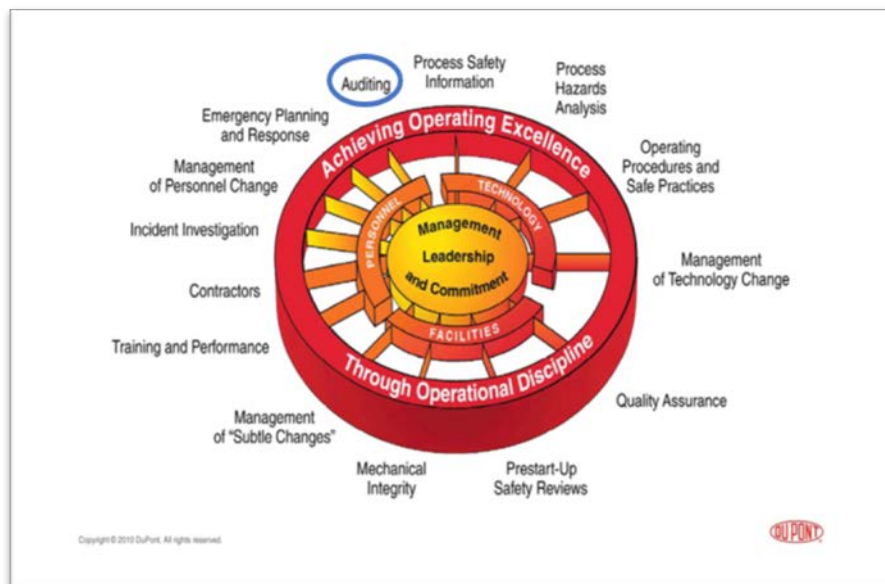 Auditing
Process Safety
Information
Process
Hazards
Analysis
Emergency Planning
and Response
Operating
Procedures and
Safe Practices
Management
of Personnel Change
Incident Investigation
Management
of Technology Change
Contractors
Training and Performance
Quality Assurance
Management
of "Subtle Changes"
Mechanical
Integrity
Prestart-Up
Safety Reviews
Achieving Operating Excellence
Through Operational Discipline
PERSONNEL
TECHNOLOGY
FACILITIES
Management
Leadership
and Commitment
Copyright © 2010 DuPont. All rights reserved.
DUPONT